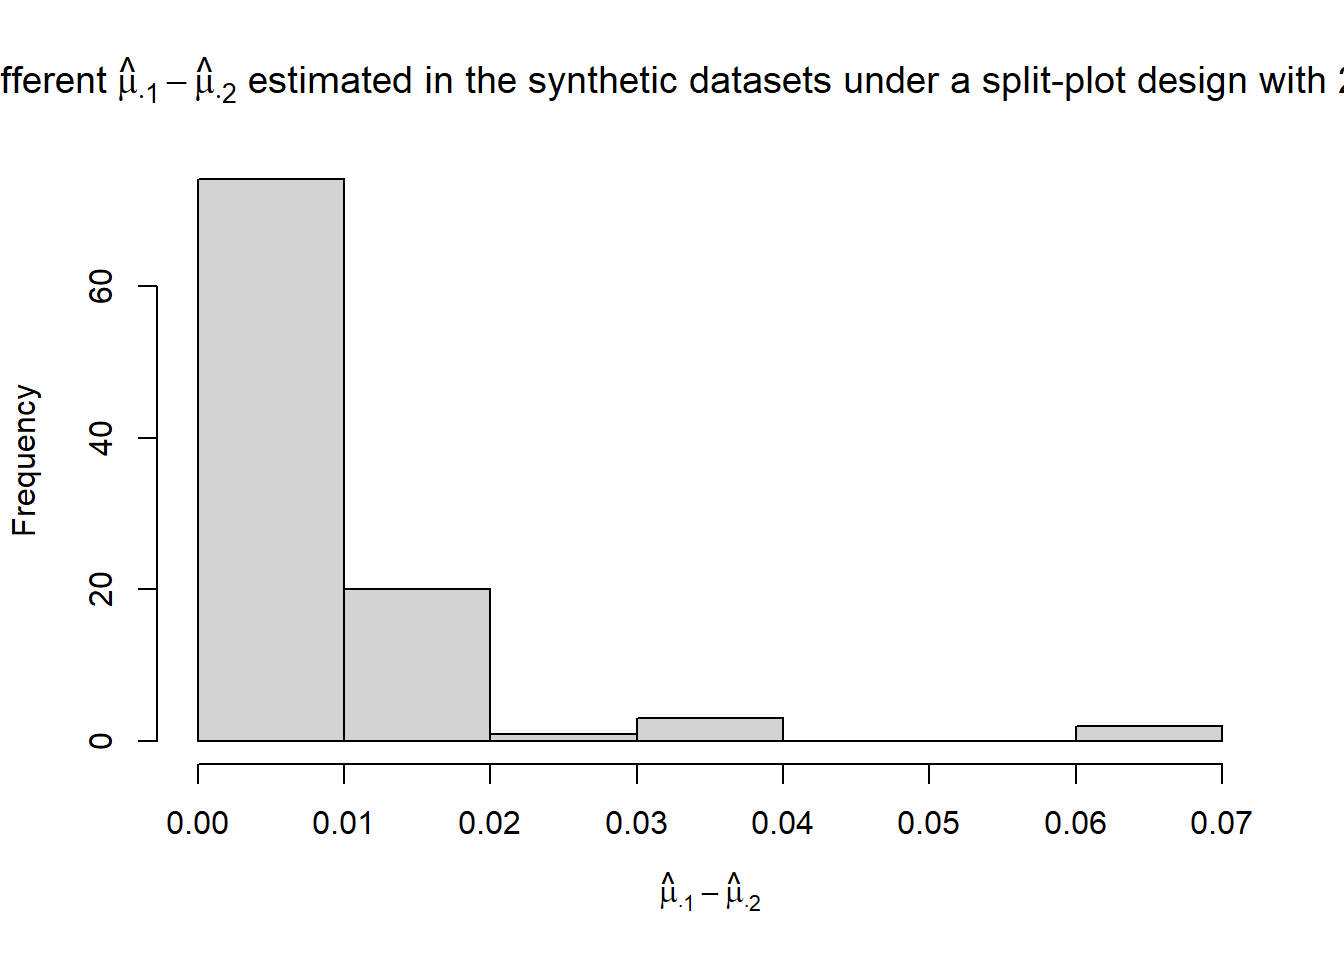 fferent μ̂.1 − μ̂.2 estimated in the synthetic datasets under a split-plot design with 2
Frequency
60
40
20
0
0.00 0.01 0.02 0.03 0.04 0.05 0.06 0.07
μ̂.1 − μ̂.2